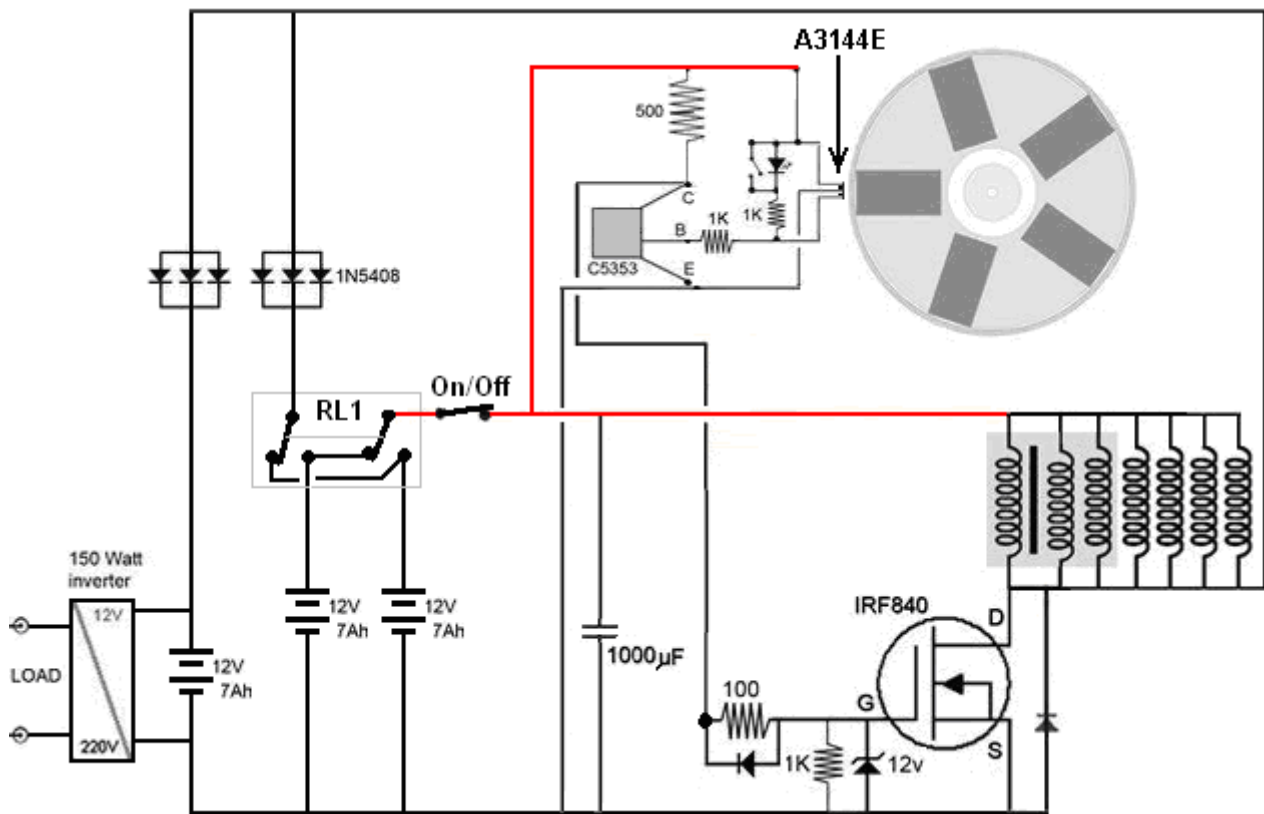 A3144E
500
C
1K
1K
B
C5353
E
1N5408
On/Off
RL1
150 Watt
inverter
12V
LOAD
220V
12V
7Ah
12V
7Ah
12V
7Ah
1000µF
IRF840
D
G
S
100
1K
12v